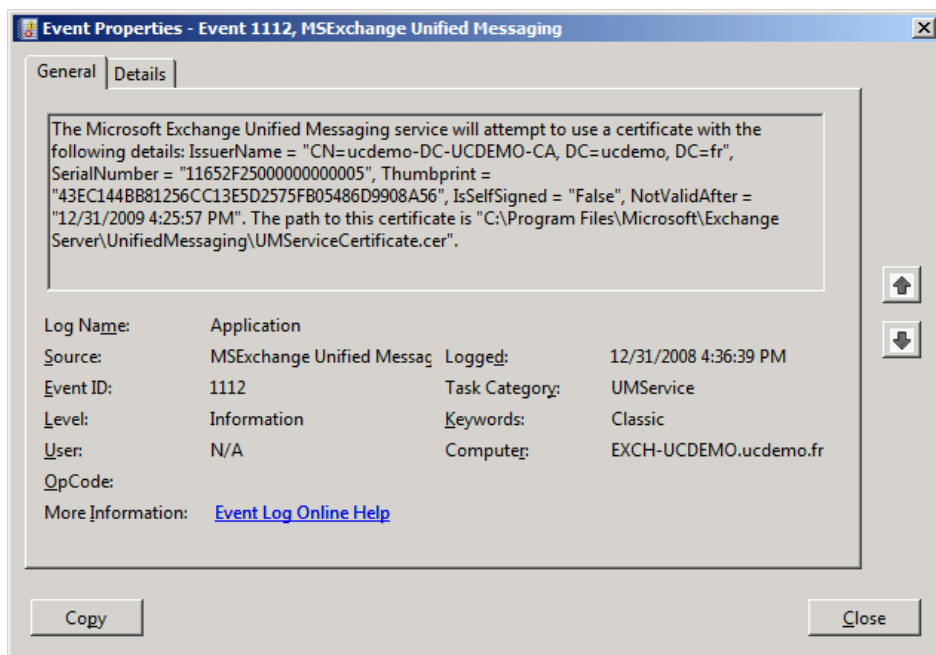 Event Properties - Event 1112, MSExchange Unified Messaging
General Details
The Microsoft Exchange Unified Messaging service will attempt to use a certificate with the
following details: IssuerName = "CN=ucdemo-DC-UCDEMO-CA, DC=ucdemo, DC=fr",
SerialNumber = "11652F25000000000005", Thumbprint =
"43EC144BB81256CC13E5D2575FB05486D9908A56", IsSelfSigned = "False", NotValidAfter =
"12/31/2009 4:25:57 PM". The path to this certificate is "C:\Program Files\Microsoft\Exchange
Server\UnifiedMessaging\UMServiceCertificate.cer".
Log Name: Application
Source: MSExchange Unified Messag Logged: 12/31/2008 4:36:39 PM
Event ID: 1112 Task Category: UMService
Level: Information Keywords: Classic
User: N/A Computer: EXCH-UCDEMO.ucdemo.fr
OpCode:
More Information: Event Log Online Help
Copy Close